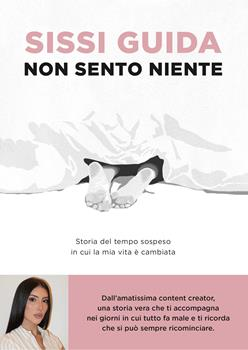 SISSI GUIDA
NON SENTO NIENTE
Storia del tempo sospeso
in cui la mia vita è cambiata
Dall'amatissima content creator,
una storia vera che ti accompagna
nei giorni in cui tutto fa male e ti ricorda
che si può sempre ricominciare.